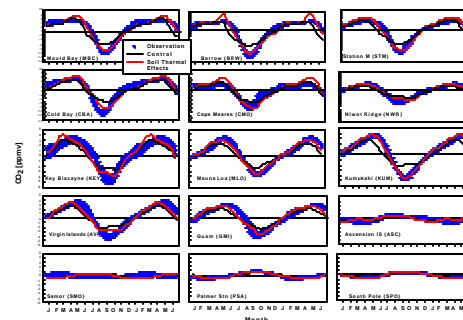 Mould Bay (MBC)
Barrow (BRW)
Station M (STM)
Observation
Control
Soil Thermal
Effects
Cold Bay (CBA)
Cape Meares (CMO)
Niwot Ridge (NWR)
CO2 [ppmv]
Key Biscayne (KEY
Mauna Loa (MLO)
Kumukahi (KUM)
Virgin Islands (AVI
Guam (GMI)
Ascension IS (ASC)
Samor (SMO)
Palmer Stn (PSA)
South Pole (SPO)
J F M A M J J A S O N D J F M A M J
J F M A M J J A S O N D J F M A M J
J F M A M J J A S O N D J F M A M J
Month